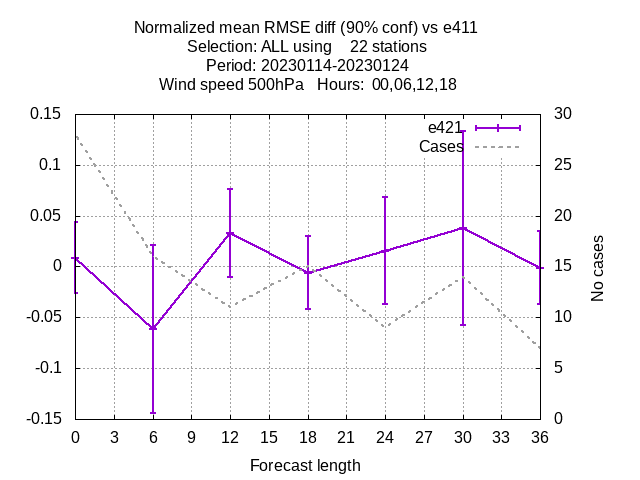 Normalized mean RMSE diff (90% conf) vs e411
Selection: ALL using    22 stations
Period: 20230114-20230124
Wind speed 500hPa   Hours:  00,06,12,18
0.15
0.1
0.05
0
-0.05
-0.1
-0.15
e421
Cases
30
25
20
15
10
5
0
No cases
0 3 6 9 12 15 18 21 24 27 30 33 36
Forecast length